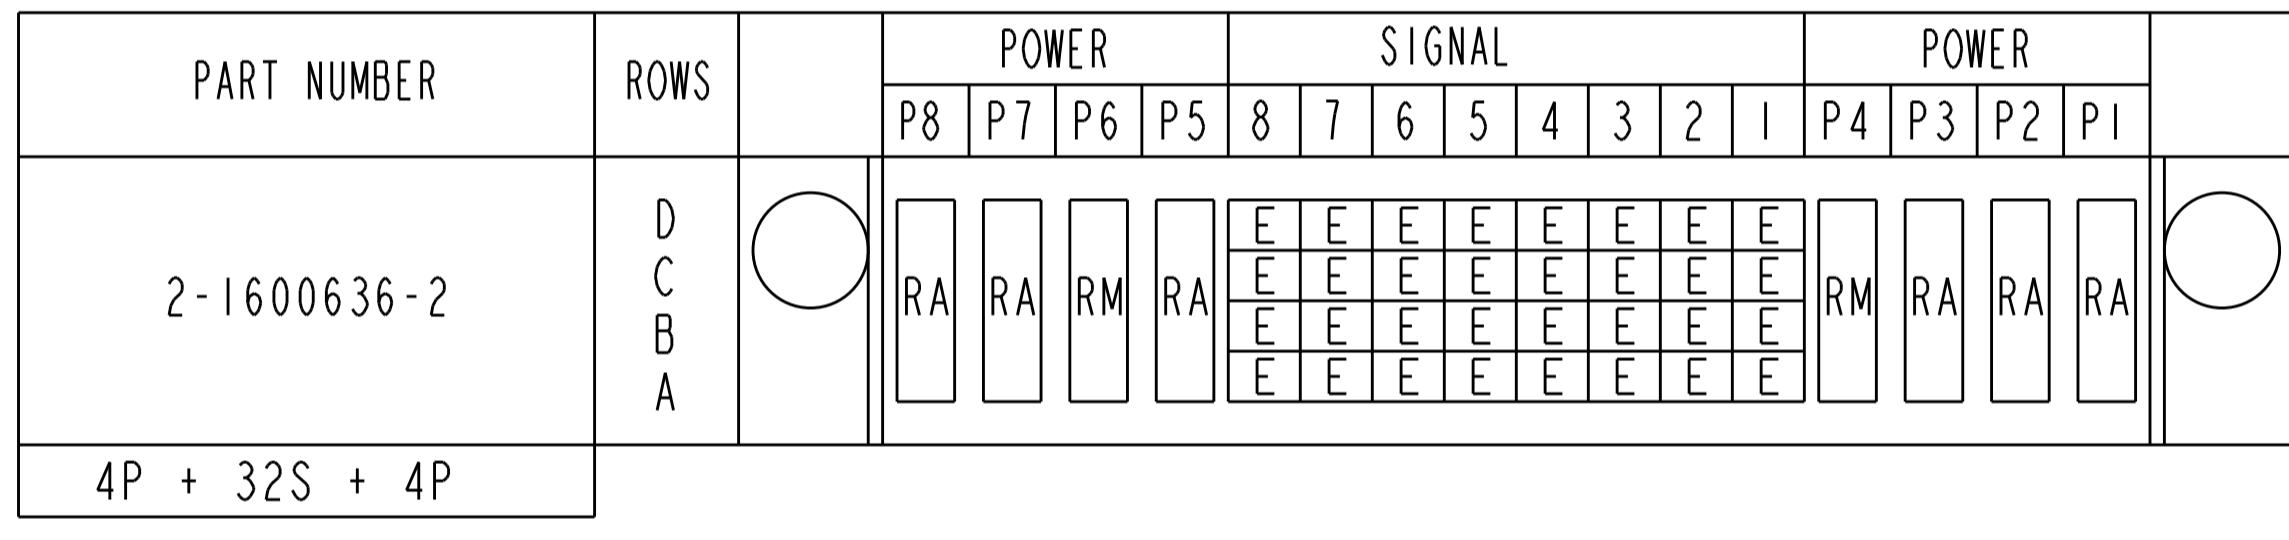 PART NUMBER ROWS POWER SIGNAL POWER
P8 P7 P6 P5 8 7 6 5 4 3 2 1 P4 P3 P2 P1
2-1600636-2
D E E E E E E E E
C E E E E E E E E
RA RA RM RA RM RA RA RA
B E E E E E E E E
A E E E E E E E E
4P + 32S + 4P